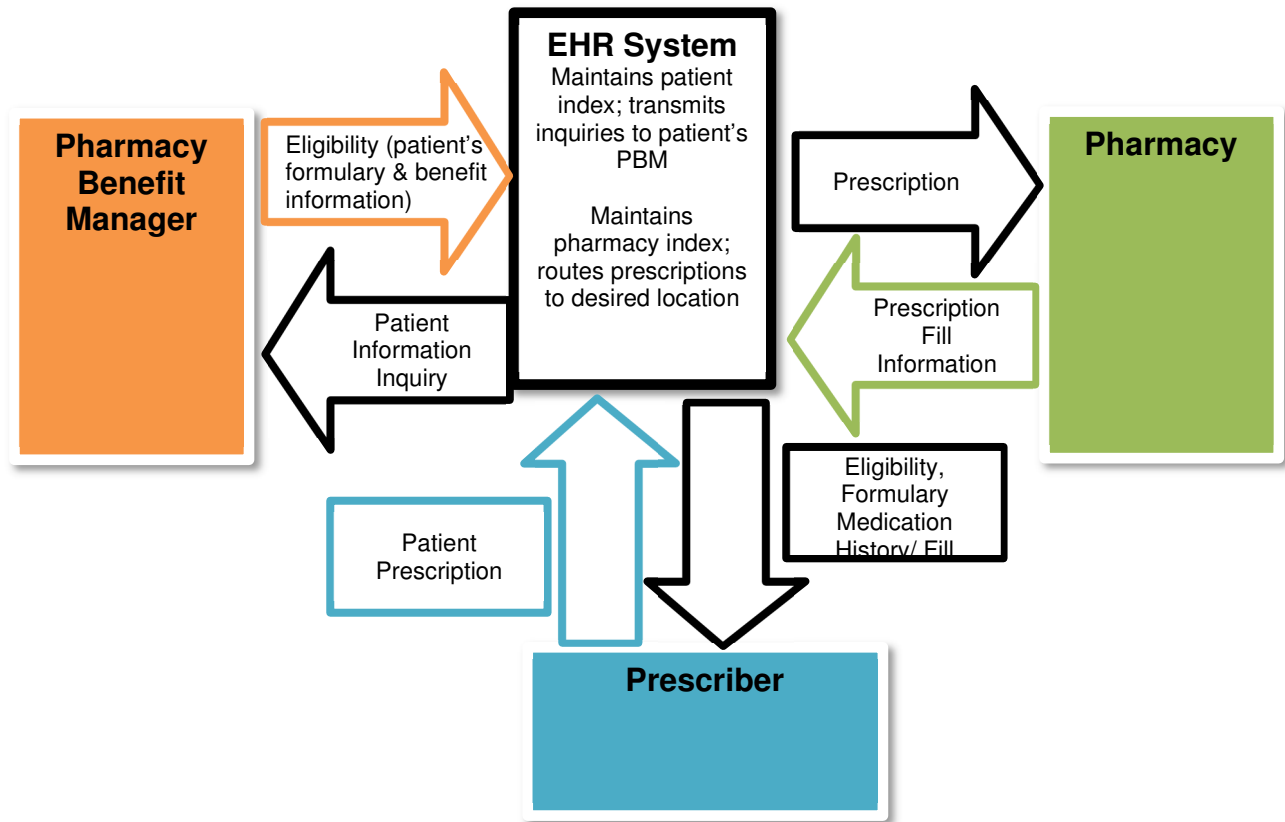 Pharmacy
Benefit
Manager
Eligibility (patient's
formulary & benefit
information)
Patient
Information
Inquiry
EHR System
Maintains patient
index; transmits
inquiries to patient's
PBM
Maintains
pharmacy index;
routes prescriptions
to desired location
Prescription
Prescription
Fill
Information
Pharmacy
Patient
Prescription
Eligibility,
Formulary
Medication
History/ Fill
Prescriber